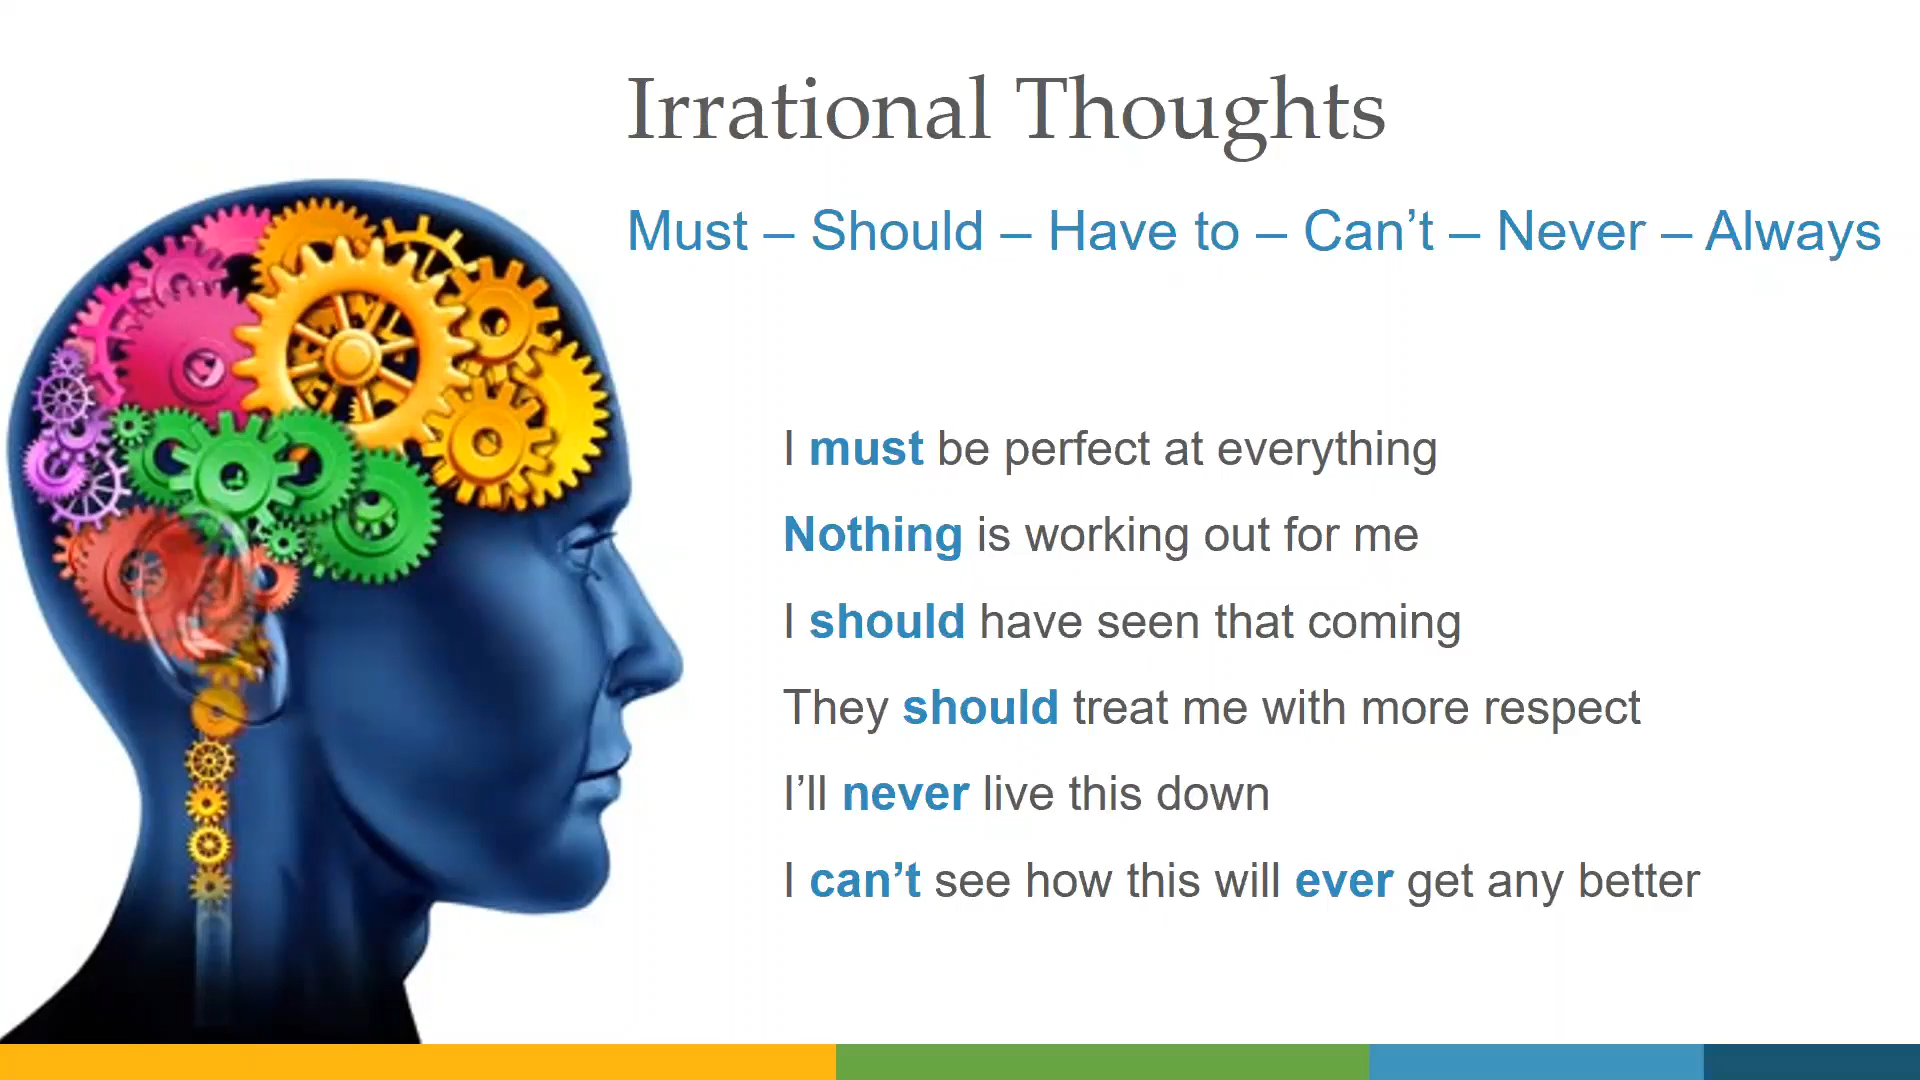 Irrational Thoughts
Must – Should – Have to – Can’t – Never – Always
I must be perfect at everything
Nothing is working out for me
I should have seen that coming
They should treat me with more respect
I’ll never live this down
I can’t see how this will ever get any better